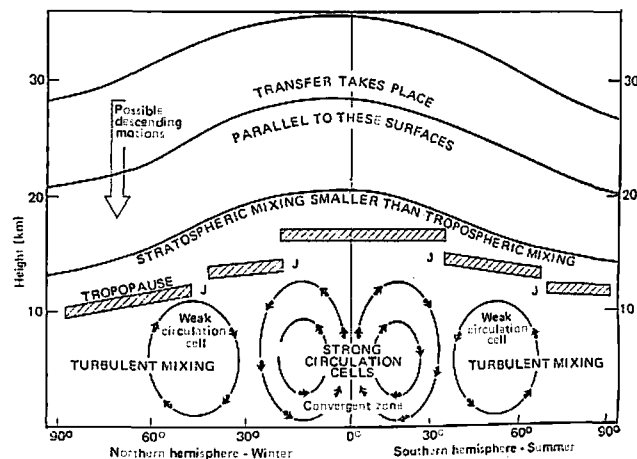 30
20
10
Height (km)
30
20
10
TRANSFER TAKES PLACE
PARALLEL TO THESE SURFACES
Possible
descending
motions
STRATOSPHERIC MIXING SMALLER THAN TROPOSPHERIC MIXING
TROPOPAUSE
J
J
J
J
Weak
circulation
cell
TURBULENT MIXING
STRONG
CIRCULATION
CELLS
Convergent zone
Weak
circulation
cell
TURBULENT MIXING
90° 60° 30° 0° 30° 60° 90°
Northern hemisphere - Winter Southern hemisphere - Summer